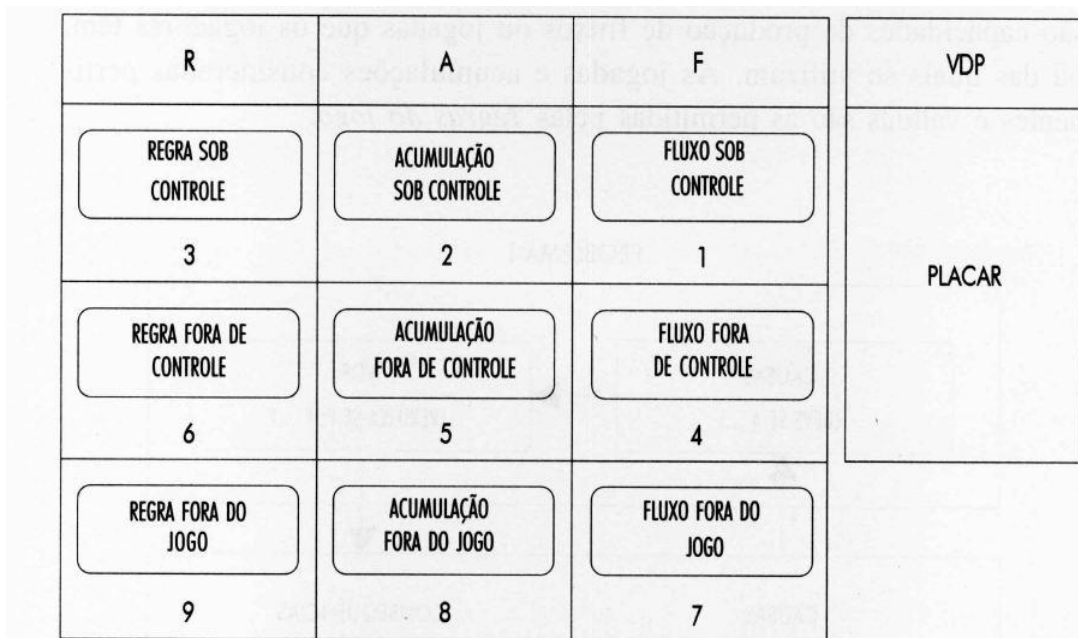 R
A
F
VDP
REGRA SOB
CONTROLE
3
ACUMULAÇÃO
SOB CONTROLE
2
FLUXO SOB
CONTROLE
1
PLACAR
REGRA FORA DE
CONTROLE
6
ACUMULAÇÃO
FORA DE CONTROLE
5
FLUXO FORA
DE CONTROLE
4
REGRA FORA DO
JOGO
9
ACUMULAÇÃO
FORA DO JOGO
8
FLUXO FORA DO
JOGO
7